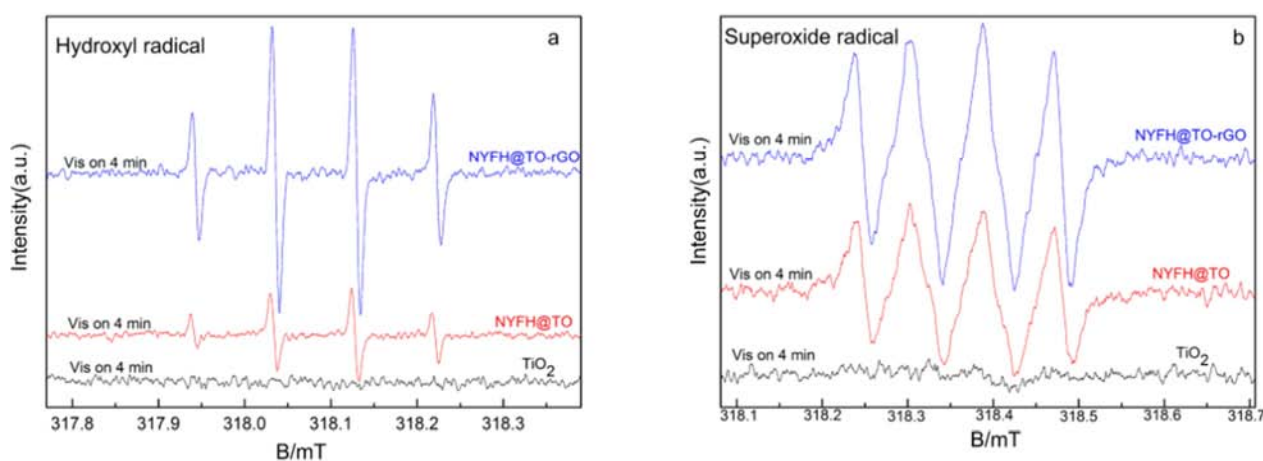 Hydroxyl radical
a
Vis on 4 min
NYFH@TO-rGO
Vis on 4 min
NYFH@TO
Vis on 4 min
TiO2
Intensity(a.u.)
317.8 317.9 318.0 318.1 318.2 318.3
B/mT
Superoxide radical
b
Vis on 4 min
NYFH@TO-rGO
Vis on 4 min
NYFH@TO
Vis on 4 min
TiO2
Intensity(a.u.)
318.1 318.2 318.3 318.4 318.5 318.6 318.7
B/mT